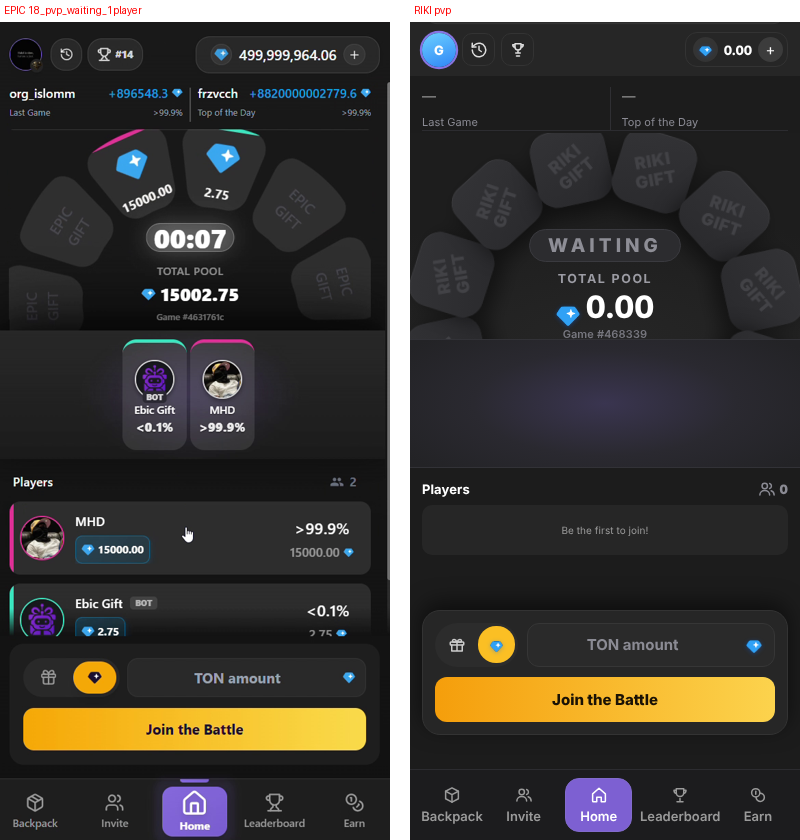 EPIC 18_pvp_waiting_1player
#14
499,999,964.06 +
org_islomm +896548.3
Last Game >99.9%
frzvcch +8820000002779.6
Top of the Day >99.9%
15000.00
2.75
EPIC GIFT
EPIC GIFT
EPIC GIFT
EPIC GIFT
00:07
TOTAL POOL
15002.75
Game #4631761c
BOT
Ebic Gift
<0.1%
MHD
>99.9%
Players 2
MHD
15000.00
>99.9%
15000.00
Ebic Gift BOT
2.75
<0.1%
2.75
TON amount
Join the Battle
Backpack Invite Home Leaderboard Earn
RIKI pvp
G
0.00 +
—
Last Game
—
Top of the Day
RIKI GIFT
RIKI GIFT
RIKI GIFT
RIKI GIFT
RIKI GIFT
RIKI GIFT
WAITING
TOTAL POOL
0.00
Game #468339
Players 0
Be the first to join!
TON amount
Join the Battle
Backpack Invite Home Leaderboard Earn